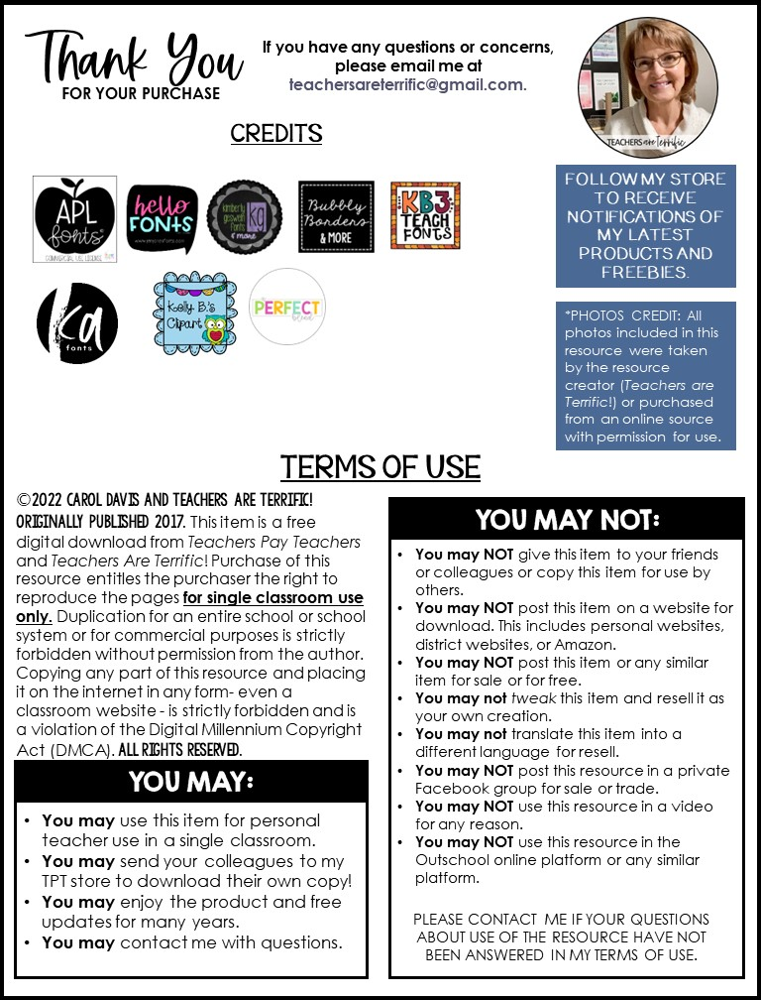 Thank You
FOR YOUR PURCHASE
If you have any questions or concerns,
please email me at
teachersareterrific@gmail.com.
TEACHERS are Terrific
CREDITS
APL
fonts
COMMERCIAL USE LICENSE
hello
FONTS
kimberly
geswein
fonts
kg
& more
Bubbly
Borders
& MORE
KB3
TEACH
FONTS
ka
fonts
Kelly B.'s
Clipart
PERFECT
blend
FOLLOW MY STORE
TO RECEIVE
NOTIFICATIONS OF
MY LATEST
PRODUCTS AND
FREEBIES.
*PHOTOS CREDIT: All
photos included in this
resource were taken
by the resource
creator (Teachers are
Terrific!) or purchased
from an online source
with permission for use.
TERMS OF USE
©2022 CAROL DAVIS AND TEACHERS ARE TERRIFIC!
ORIGINALLY PUBLISHED 2017. This item is a free
digital download from Teachers Pay Teachers
and Teachers Are Terrific! Purchase of this
resource entitles the purchaser the right to
reproduce the pages for single classroom use
only. Duplication for an entire school or school
system or for commercial purposes is strictly
forbidden without permission from the author.
Copying any part of this resource and placing
it on the internet in any form- even a
classroom website - is strictly forbidden and is
a violation of the Digital Millennium Copyright
Act (DMCA). ALL RIGHTS RESERVED.
YOU MAY:
• You may use this item for personal
teacher use in a single classroom.
• You may send your colleagues to my
TPT store to download their own copy!
• You may enjoy the product and free
updates for many years.
• You may contact me with questions.
YOU MAY NOT:
• You may NOT give this item to your friends
or colleagues or copy this item for use by
others.
• You may NOT post this item on a website for
download. This includes personal websites,
district websites, or Amazon.
• You may NOT post this item or any similar
item for sale or for free.
• You may not tweak this item and resell it as
your own creation.
• You may not translate this item into a
different language for resell.
• You may NOT post this resource in a private
Facebook group for sale or trade.
• You may NOT use this resource in a video
for any reason.
• You may NOT use this resource in the
Outschool online platform or any similar
platform.
PLEASE CONTACT ME IF YOUR QUESTIONS
ABOUT USE OF THE RESOURCE HAVE NOT
BEEN ANSWERED IN MY TERMS OF USE.